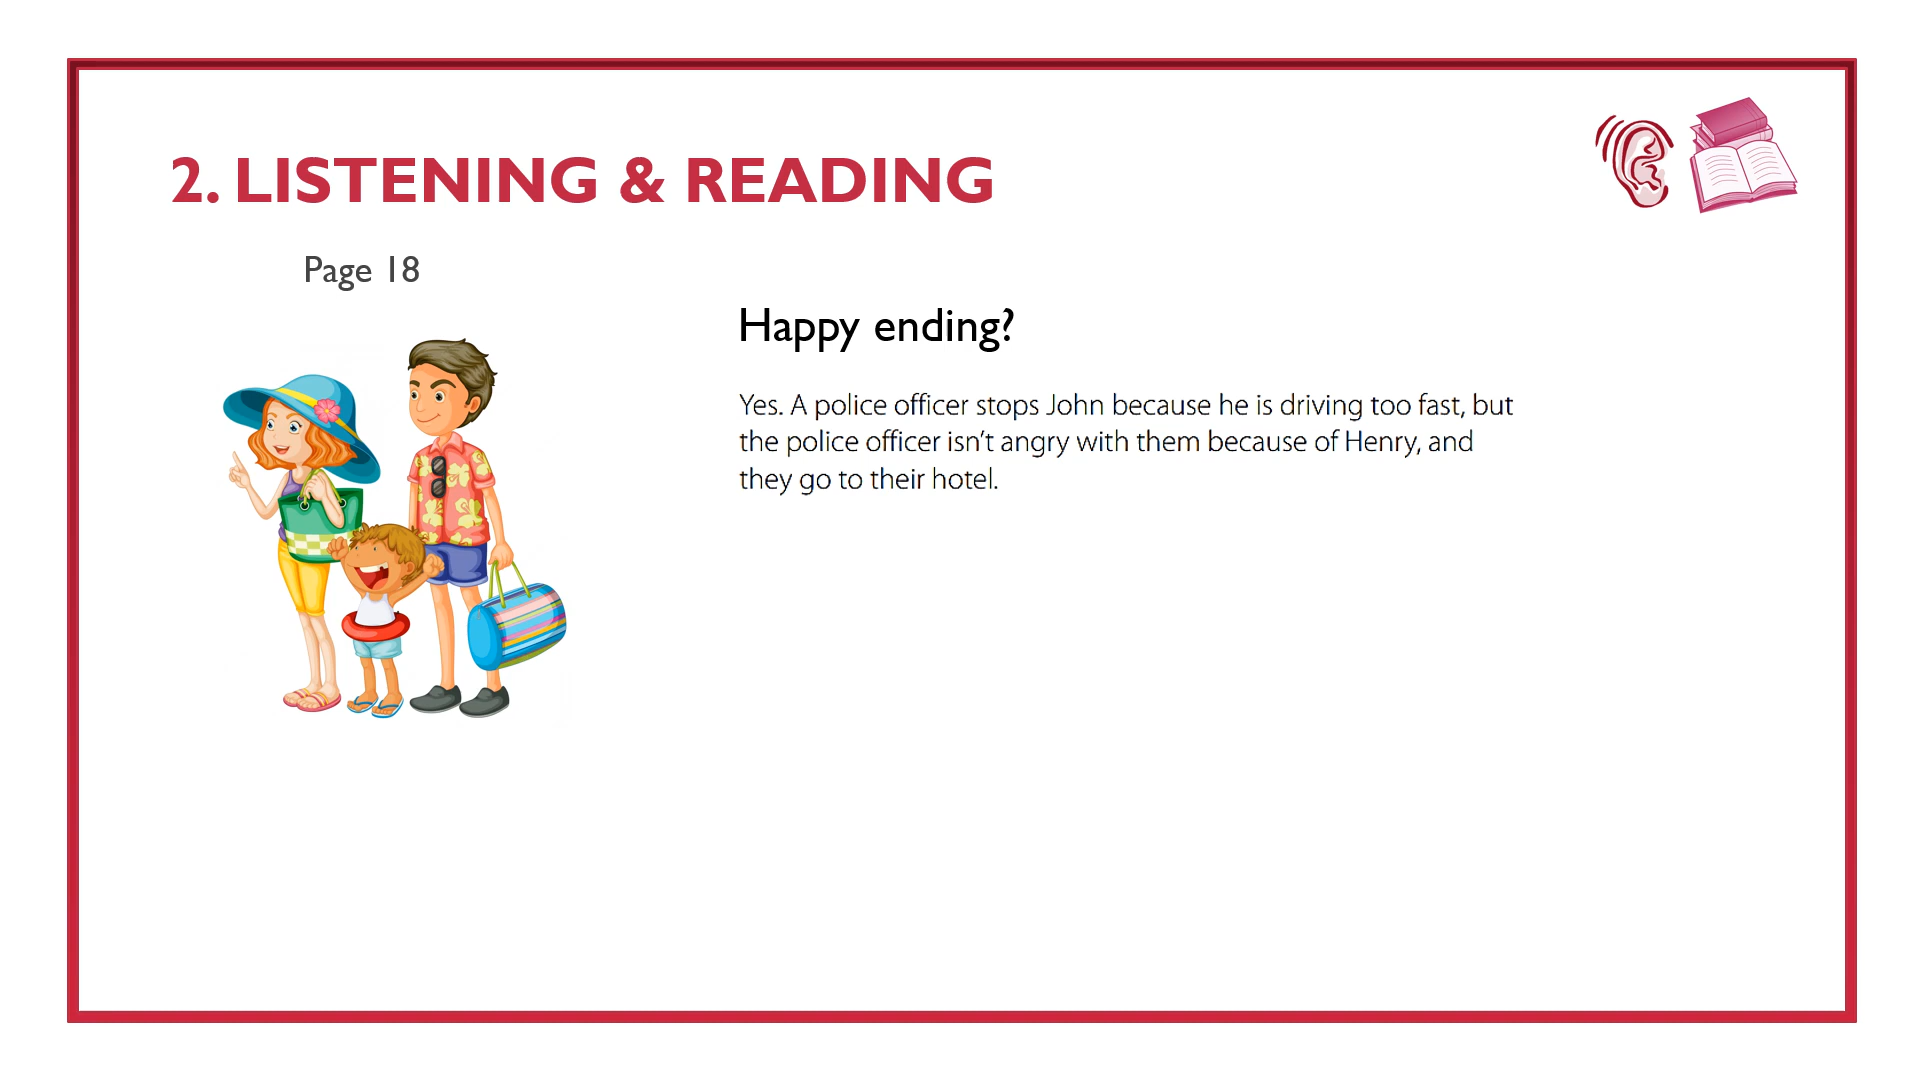 2. LISTENING & READING
Page 18
Happy ending?
Yes. A police officer stops John because he is driving too fast, but
the police officer isn't angry with them because of Henry, and
they go to their hotel.